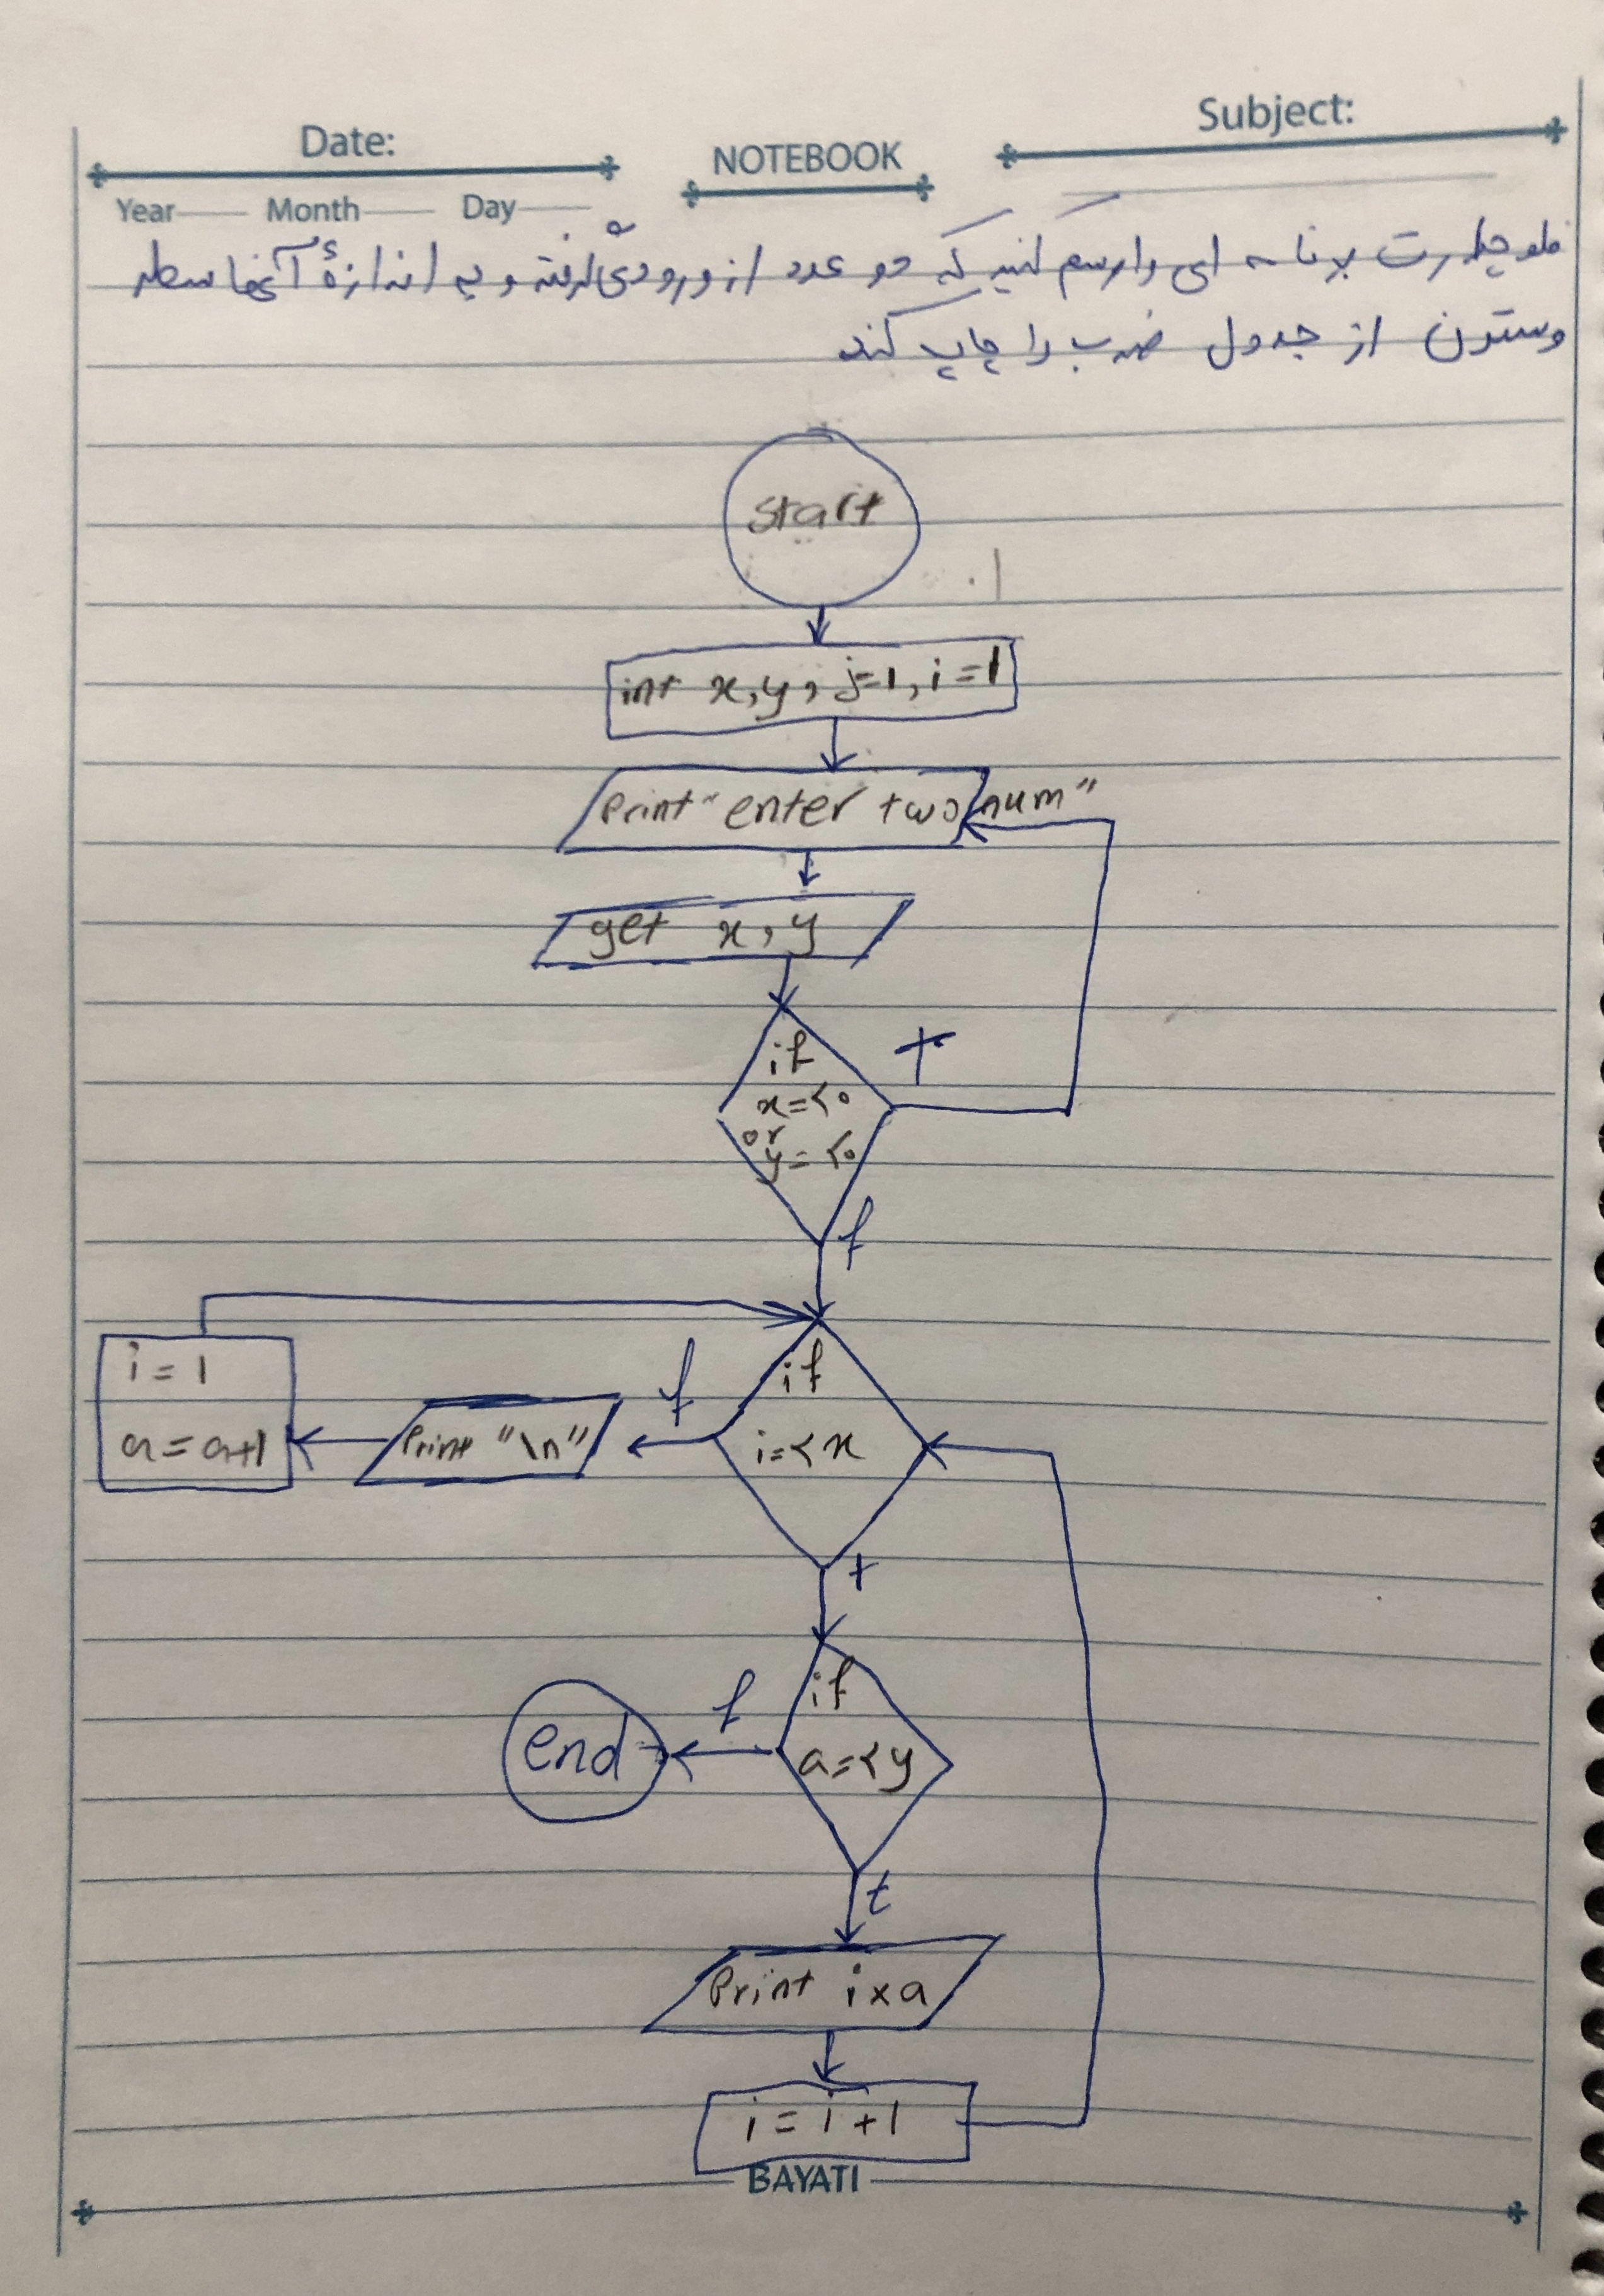 Date:
NOTEBOOK
Subject:
Year Month Day
فلوچارت برنامه ای را رسم کنید که دو عدد از ورودی گرفته و به اندازهٔ آنها سطر
و ستون از جدول ضرب را چاپ کند
start
int x,y, j=1, i=1
Print "enter two num"
get x,y
if
x=<0
or
y=<0
t
f
if
i=<x
f
Print "\n"
i=1
a=a+1
t
if
a=<y
f
end
t
Print i×a
i=i+1
BAYATI